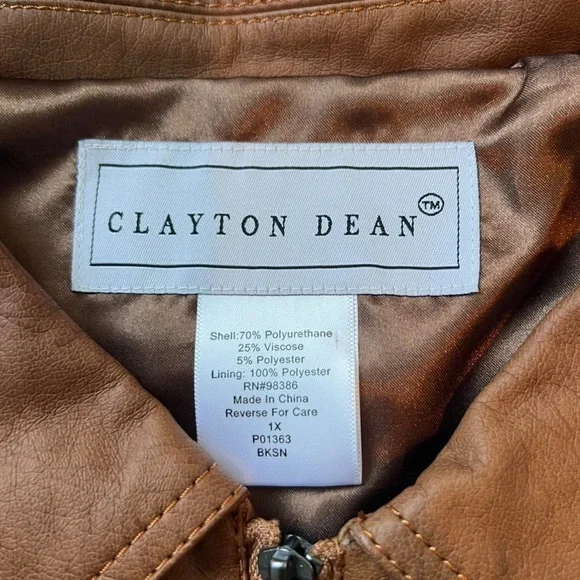 CLAYTON DEAN™
Shell:70% Polyurethane
25% Viscose
5% Polyester
Lining: 100% Polyester
RN#98386
Made In China
Reverse For Care
1X
P01363
BKSN